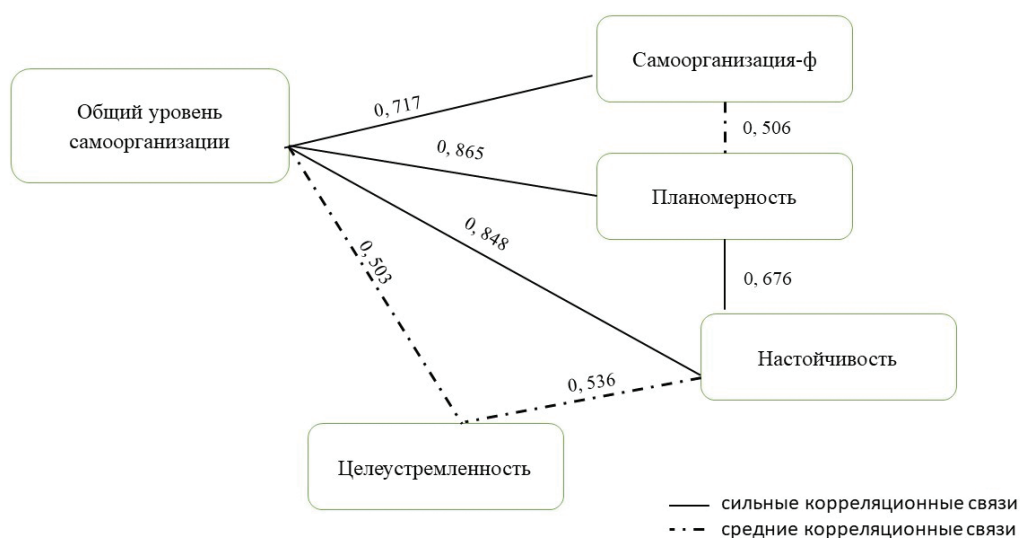 Самоорганизация-ф
Общий уровень
самоорганизации
0, 717
0, 506
0, 865
Планомерность
0, 848
0, 503
0, 676
Настойчивость
0, 536
Целеустремленность
сильные корреляционные связи
средние корреляционные связи